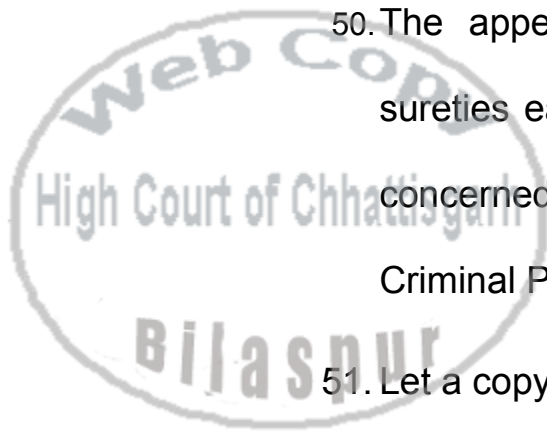 50. The appe
sureties ea
concerned
Criminal P
51. Let a copy
Web Copy
High Court of Chhattisgarh
Bilaspur